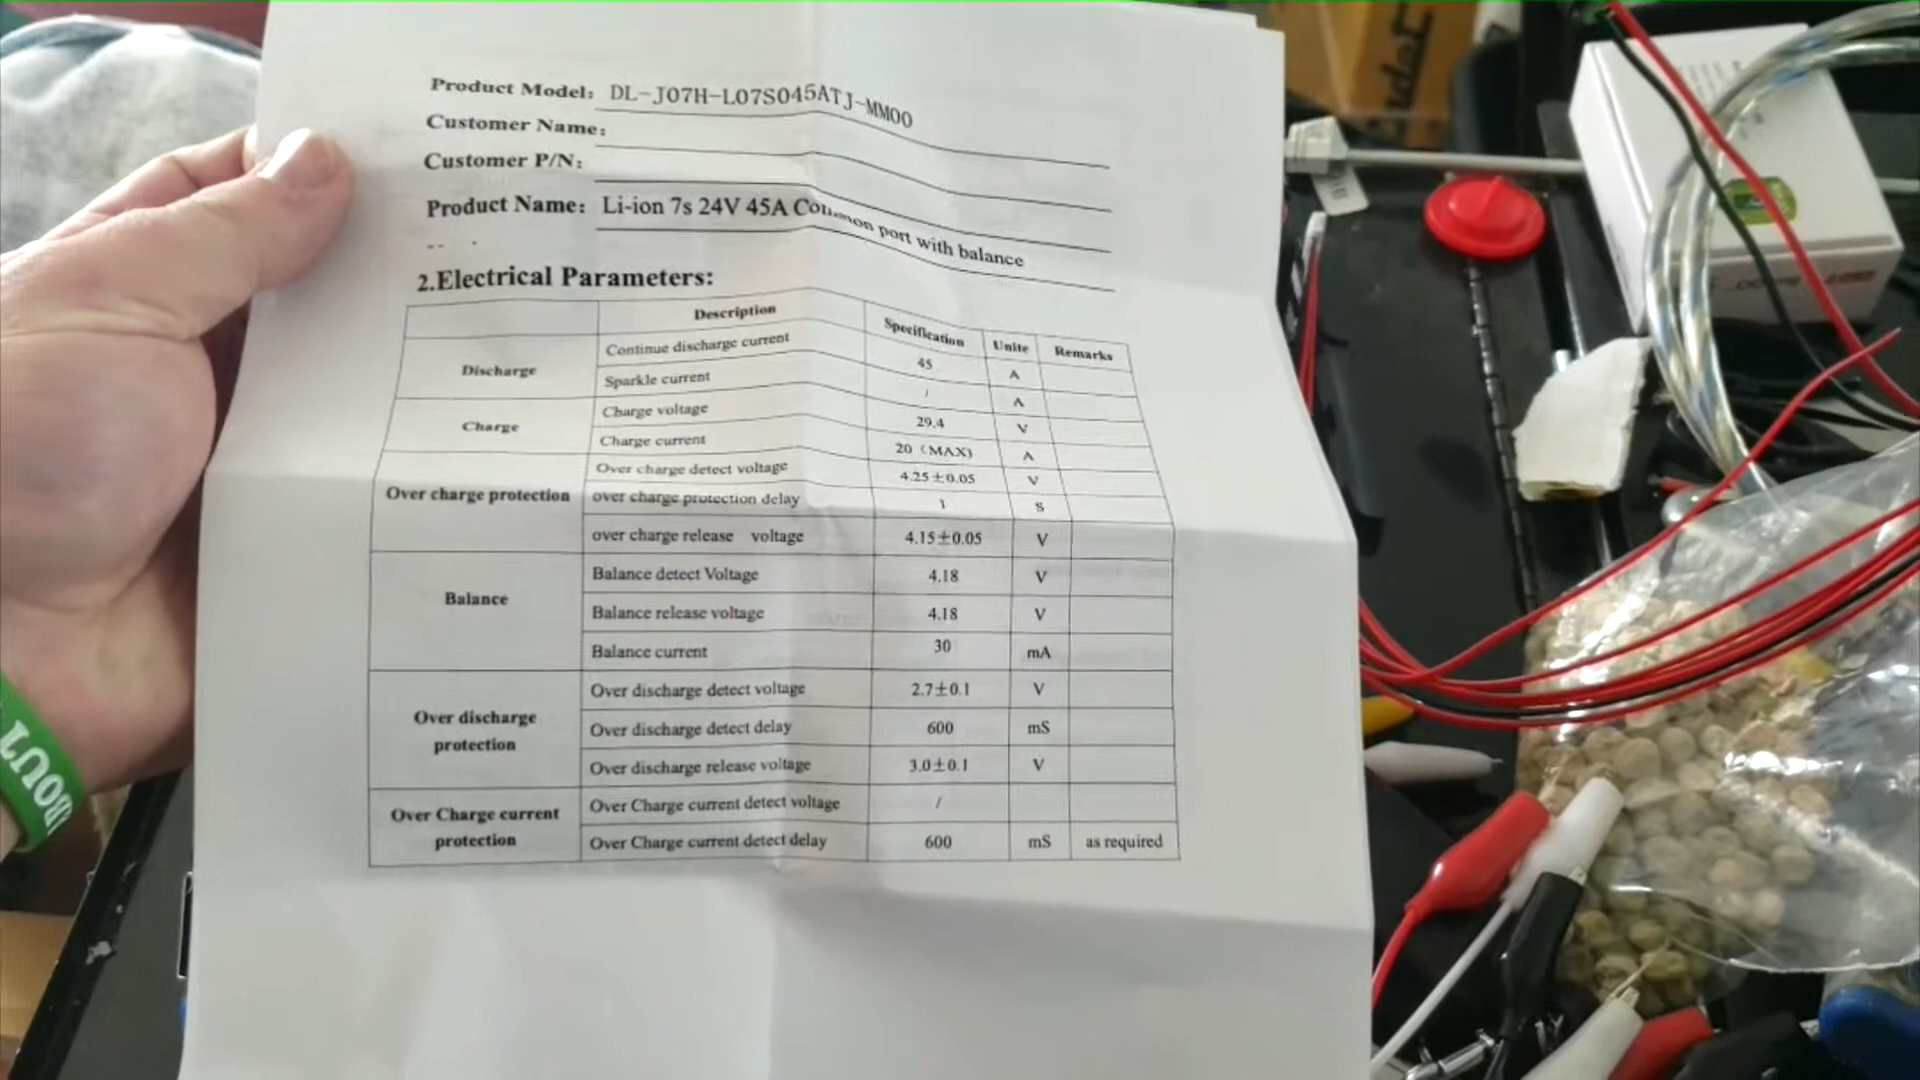 Product Model: DL-J07H-L07S045ATJ-MM00
Customer Name:
Customer P/N:
Product Name: Li-ion 7s 24V 45A Common port with balance
2.Electrical Parameters:
Description Specification Unite Remarks
Discharge
Continue discharge current 45 A
Sparkle current / A
Charge
Charge voltage 29.4 V
Charge current 20 (MAX) A
Over charge protection
Over charge detect voltage 4.25±0.05 V
over charge protection delay 1 S
over charge release voltage 4.15±0.05 V
Balance
Balance detect Voltage 4.18 V
Balance release voltage 4.18 V
Balance current 30 mA
Over discharge
protection
Over discharge detect voltage 2.7±0.1 V
Over discharge detect delay 600 mS
Over discharge release voltage 3.0±0.1 V
Over Charge current
protection
Over Charge current detect voltage /
Over Charge current detect delay 600 mS as required